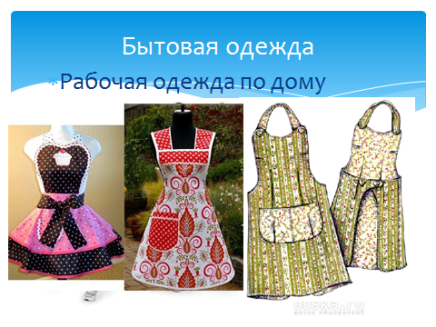 Бытовая одежда
Рабочая одежда по дому